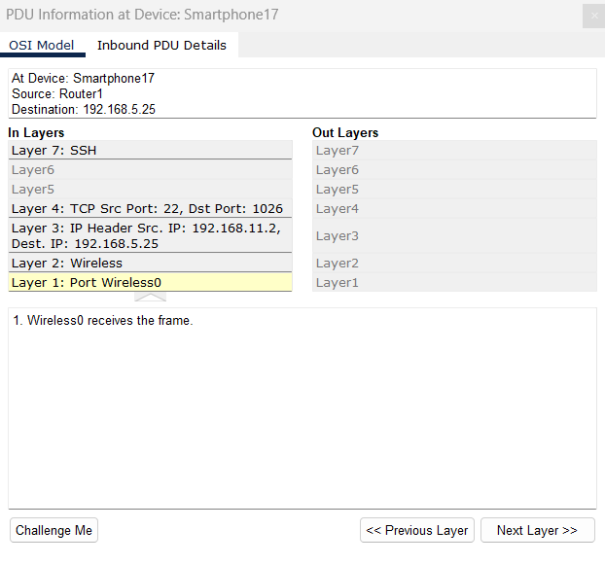 PDU Information at Device: Smartphone17
OSI Model
Inbound PDU Details
At Device: Smartphone17
Source: Router1
Destination: 192.168.5.25
In Layers
Layer 7: SSH
Layer6
Layer5
Layer 4: TCP Src Port: 22, Dst Port: 1026
Layer 3: IP Header Src. IP: 192.168.11.2,
Dest. IP: 192.168.5.25
Layer 2: Wireless
Layer 1: Port Wireless0
Out Layers
Layer7
Layer6
Layer5
Layer4
Layer3
Layer2
Layer1
1. Wireless0 receives the frame.
Challenge Me
<< Previous Layer
Next Layer >>